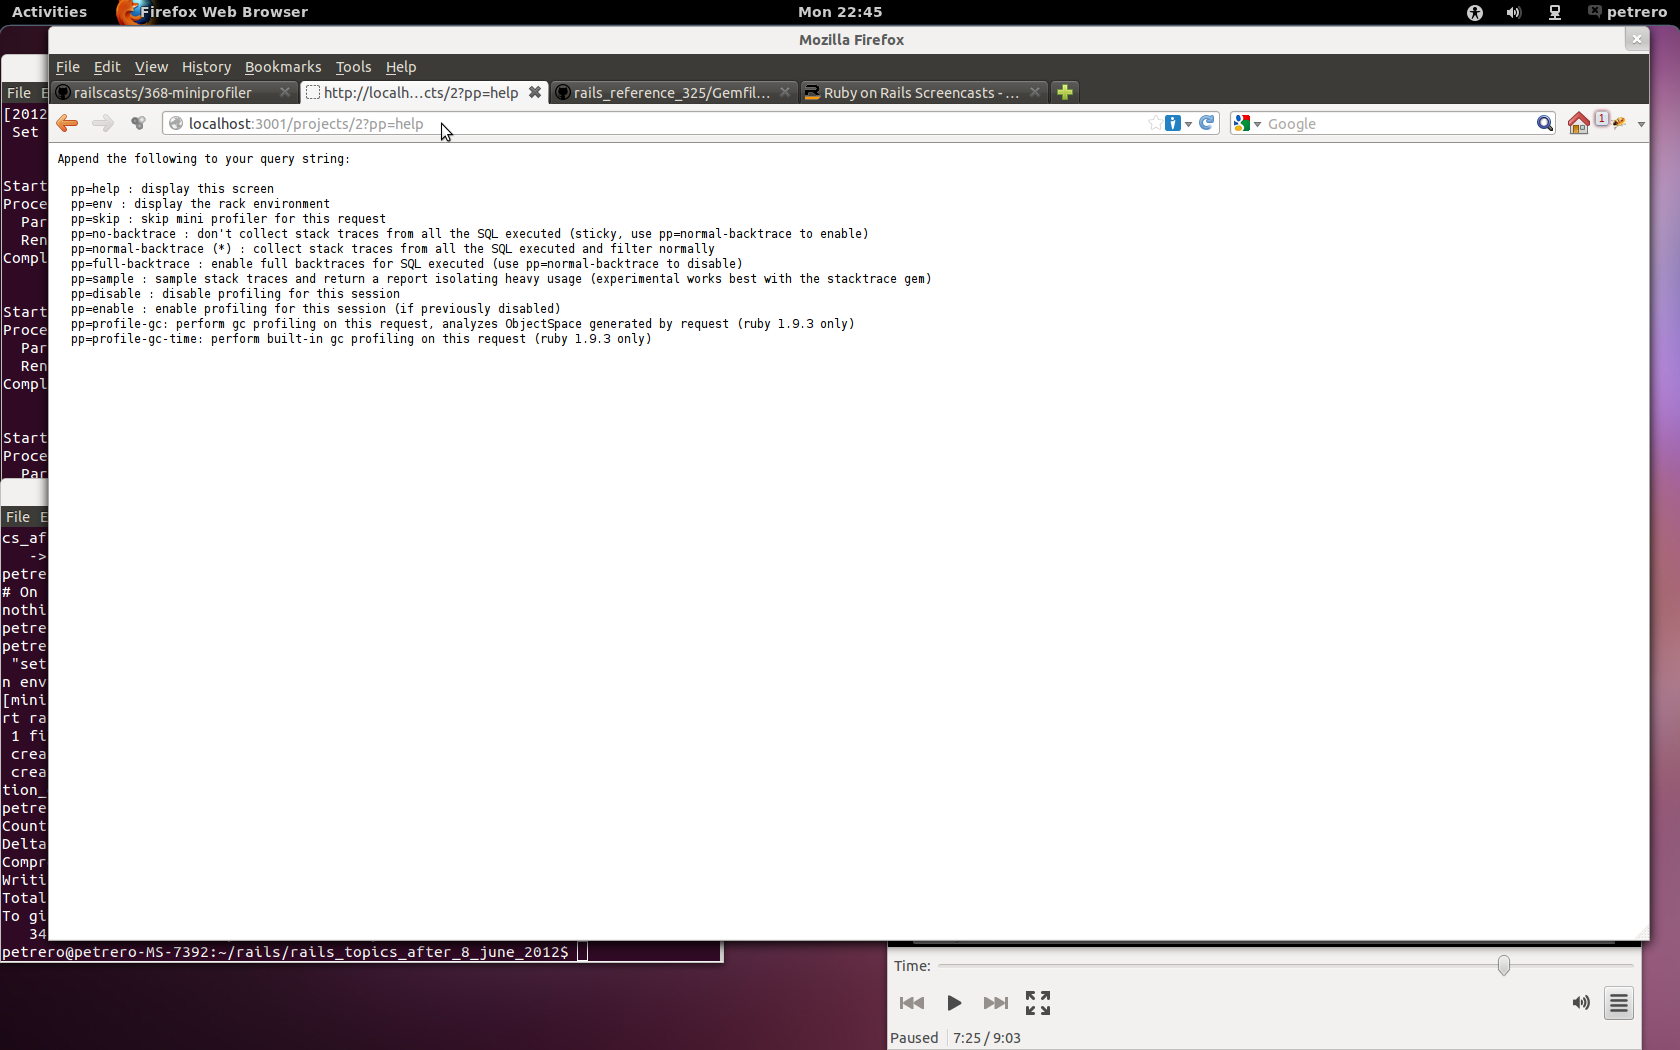 Activities Firefox Web Browser Mon 22:45 petrero
Mozilla Firefox
File Edit View History Bookmarks Tools Help
railscasts/368-miniprofiler http://localh...cts/2?pp=help rails_reference_325/Gemfil... Ruby on Rails Screencasts - ...
localhost:3001/projects/2?pp=help Google 1
Append the following to your query string:
pp=help : display this screen
pp=env : display the rack environment
pp=skip : skip mini profiler for this request
pp=no-backtrace : don't collect stack traces from all the SQL executed (sticky, use pp=normal-backtrace to enable)
pp=normal-backtrace (*) : collect stack traces from all the SQL executed and filter normally
pp=full-backtrace : enable full backtraces for SQL executed (use pp=normal-backtrace to disable)
pp=sample : sample stack traces and return a report isolating heavy usage (experimental works best with the stacktrace gem)
pp=disable : disable profiling for this session
pp=enable : enable profiling for this session (if previously disabled)
pp=profile-gc: perform gc profiling on this request, analyzes ObjectSpace generated by request (ruby 1.9.3 only)
pp=profile-gc-time: perform built-in gc profiling on this request (ruby 1.9.3 only)
File E
[2012
Set
Start
Proce
Par
Ren
Compl
Start
Proce
Par
Ren
Compl
Start
Proce
Par
File E
cs_af
->
petre
# On
nothi
petre
petre
"set
n env
[mini
rt ra
1 fi
crea
crea
tion_
petre
Count
Delta
Compr
Writi
Total
To gi
34
petrero@petrero-MS-7392:~/rails/rails_topics_after_8_june_2012$
Time:
Paused 7:25 / 9:03